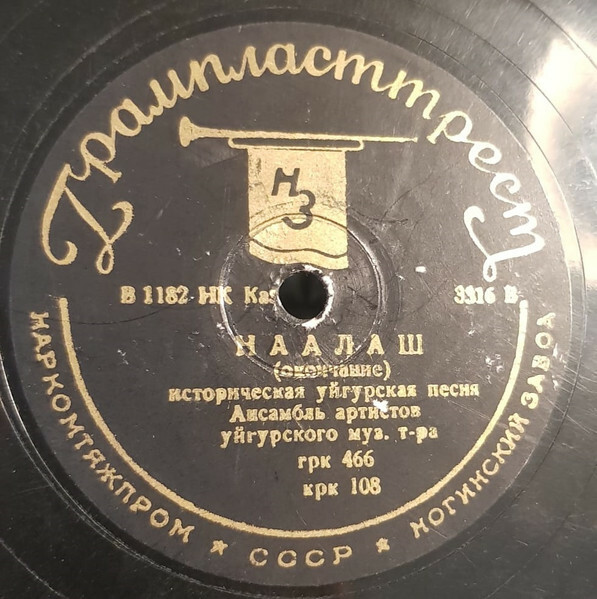 Грампласттрест
НЗ
В 1182 НК Каз
3316 В
НААЛАШ
(окончание)
историческая уйгурская песня
Ансамбль артистов
уйгурского муз. т-ра
грк 466
крк 108
НАРКОМТЯЖПРОМ ★ СССР ★ НОГИНСКИЙ ЗАВОД